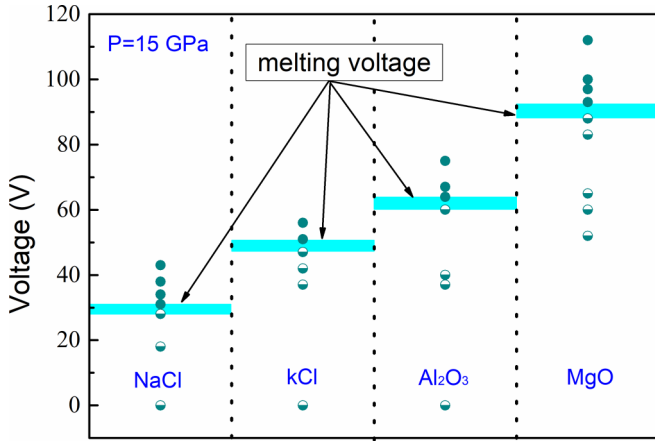 120
P=15 GPa
melting voltage
100
80
60
40
20
0
Voltage (V)
NaCl
kCl
Al₂O₃
MgO